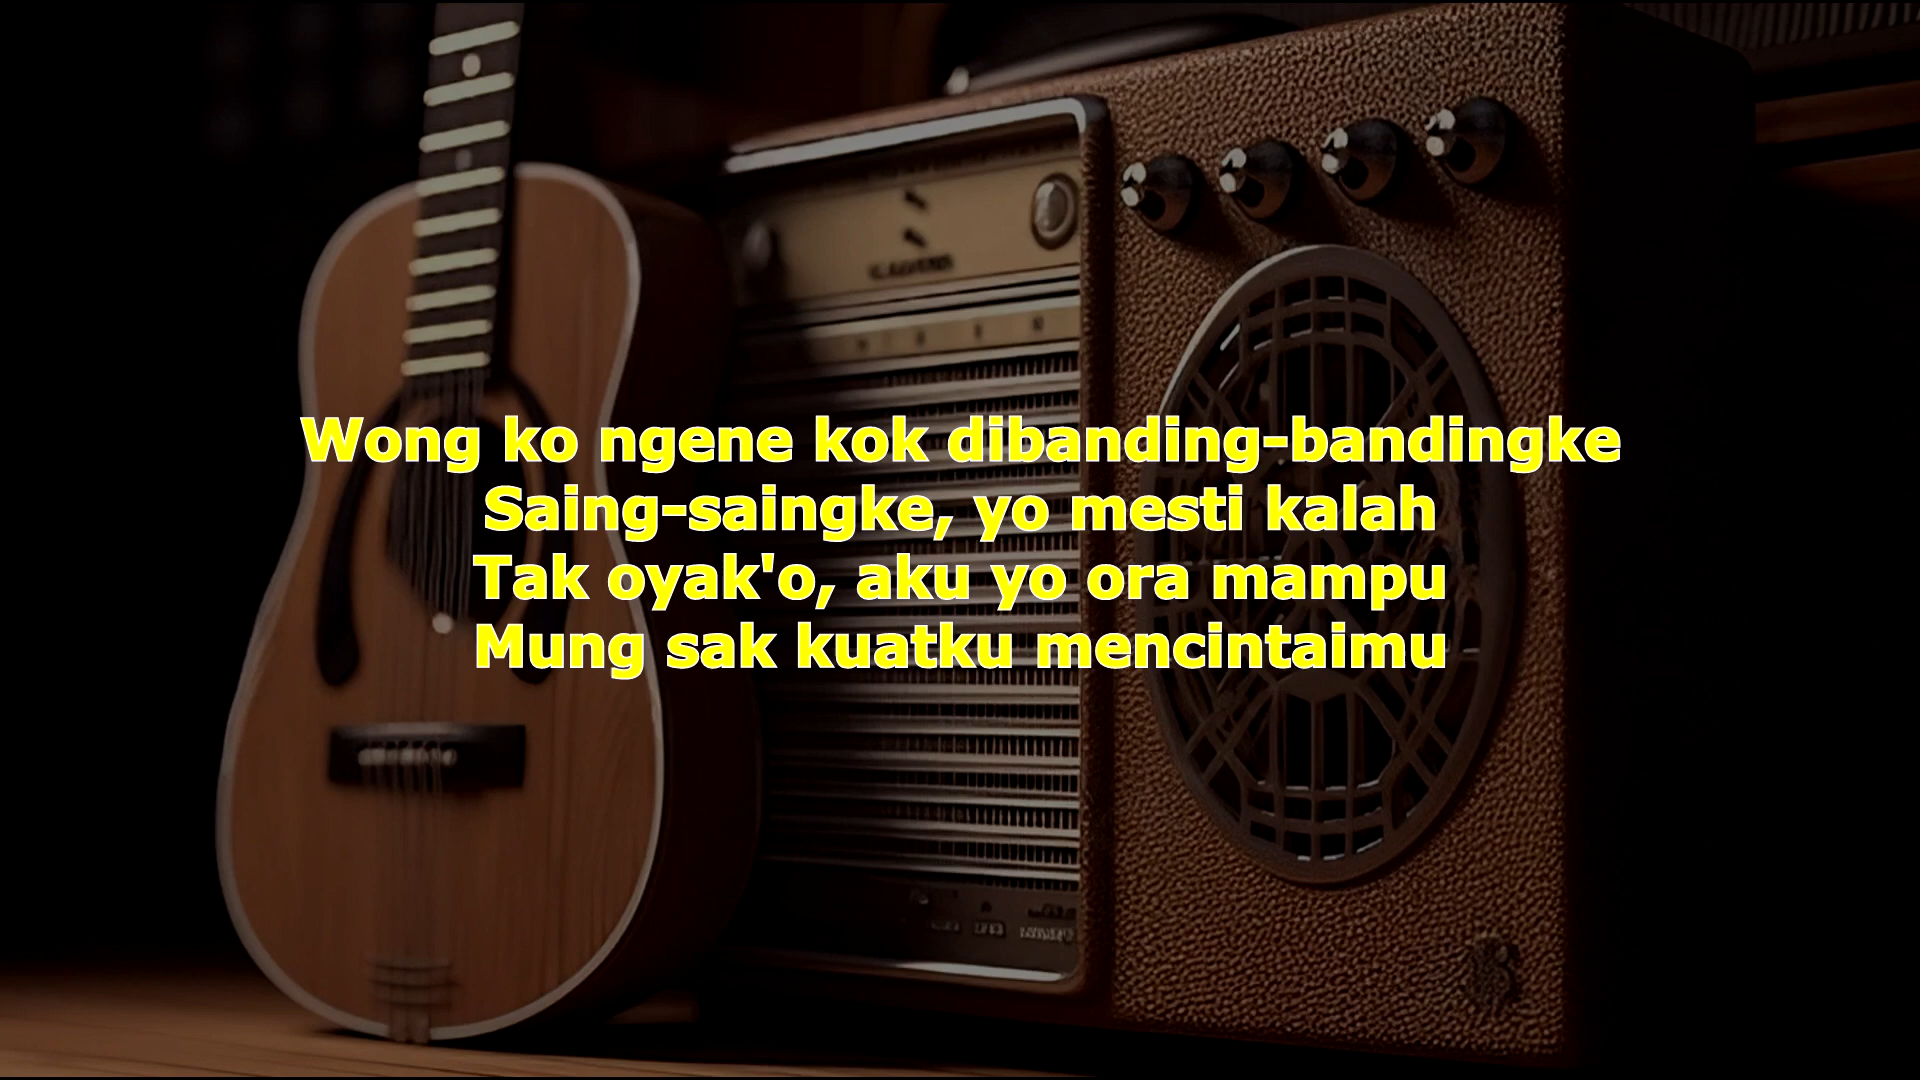 Wong ko ngene kok dibanding-bandingke
Saing-saingke, yo mesti kalah
Tak oyak'o, aku yo ora mampu
Mung sak kuatku mencintaimu